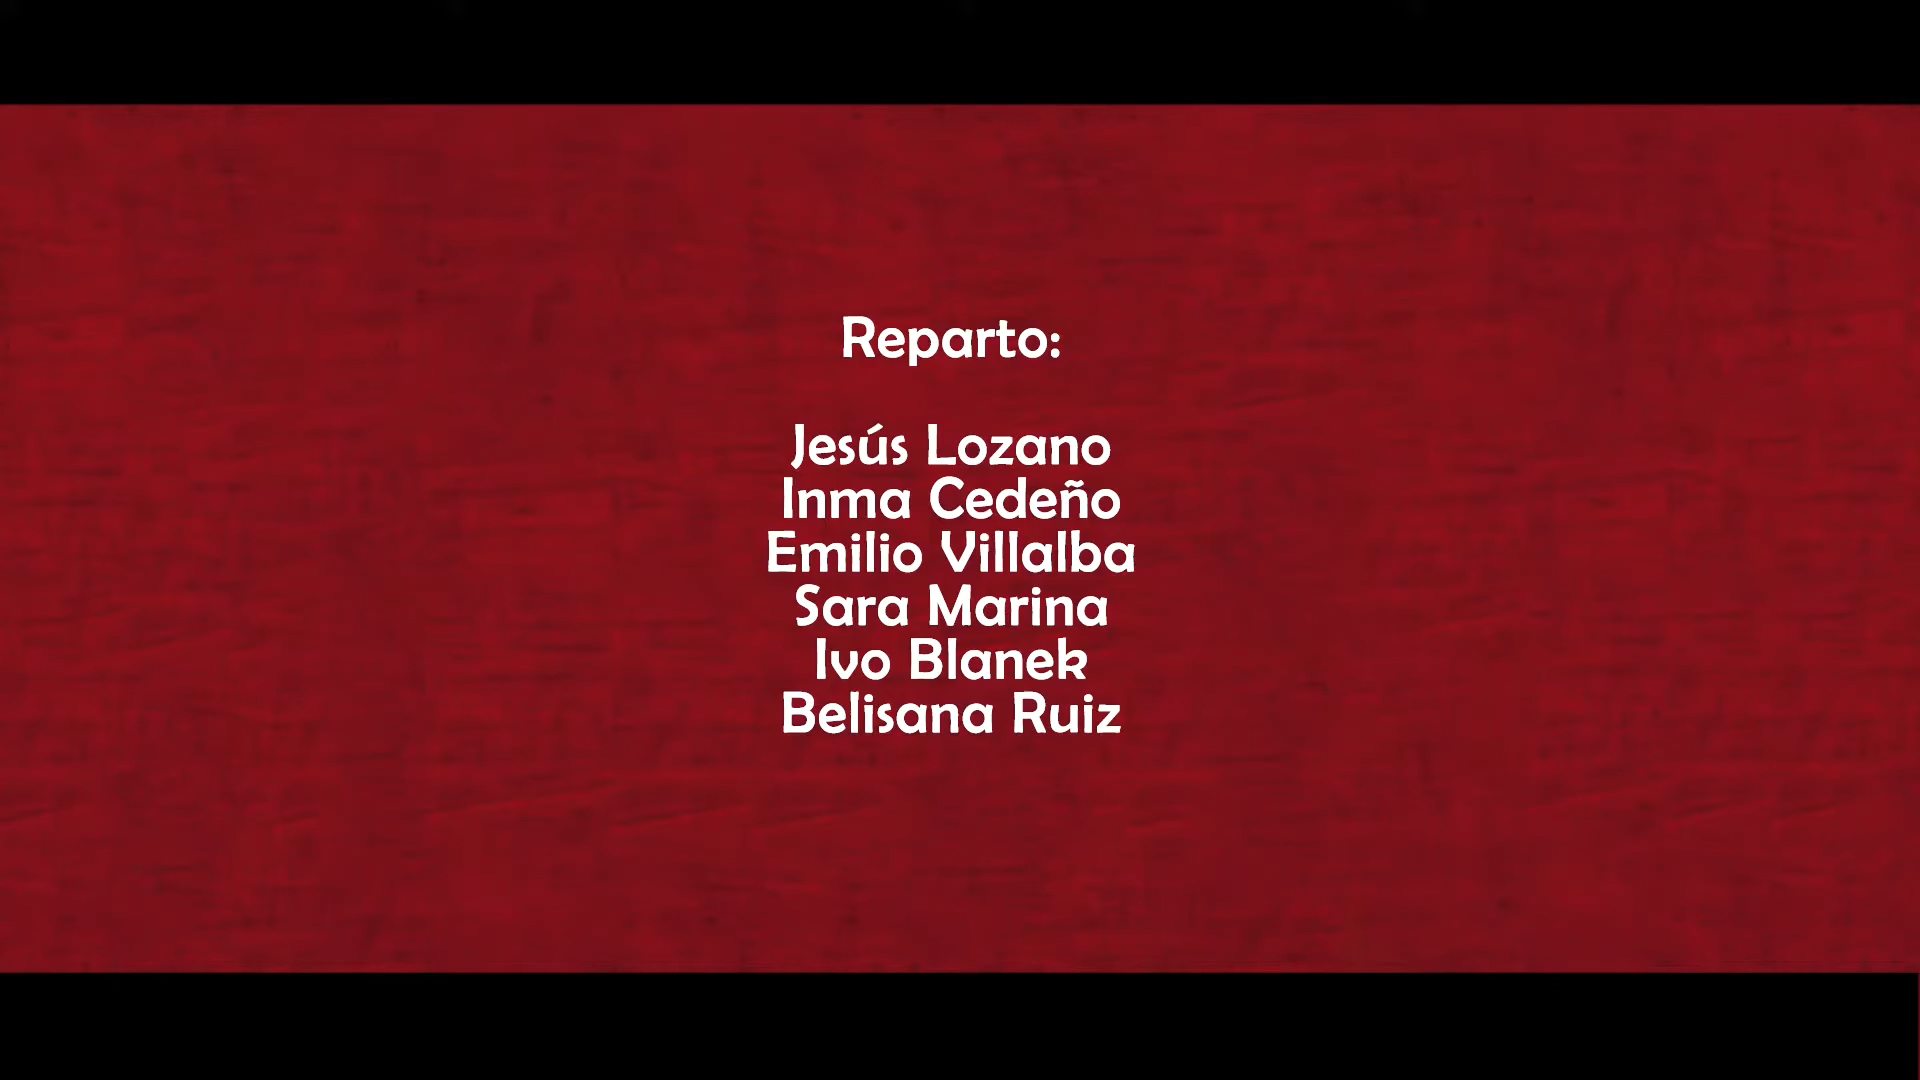 Reparto:
Jesús Lozano
Inma Cedeño
Emilio Villalba
Sara Marina
Ivo Blanek
Belisana Ruiz